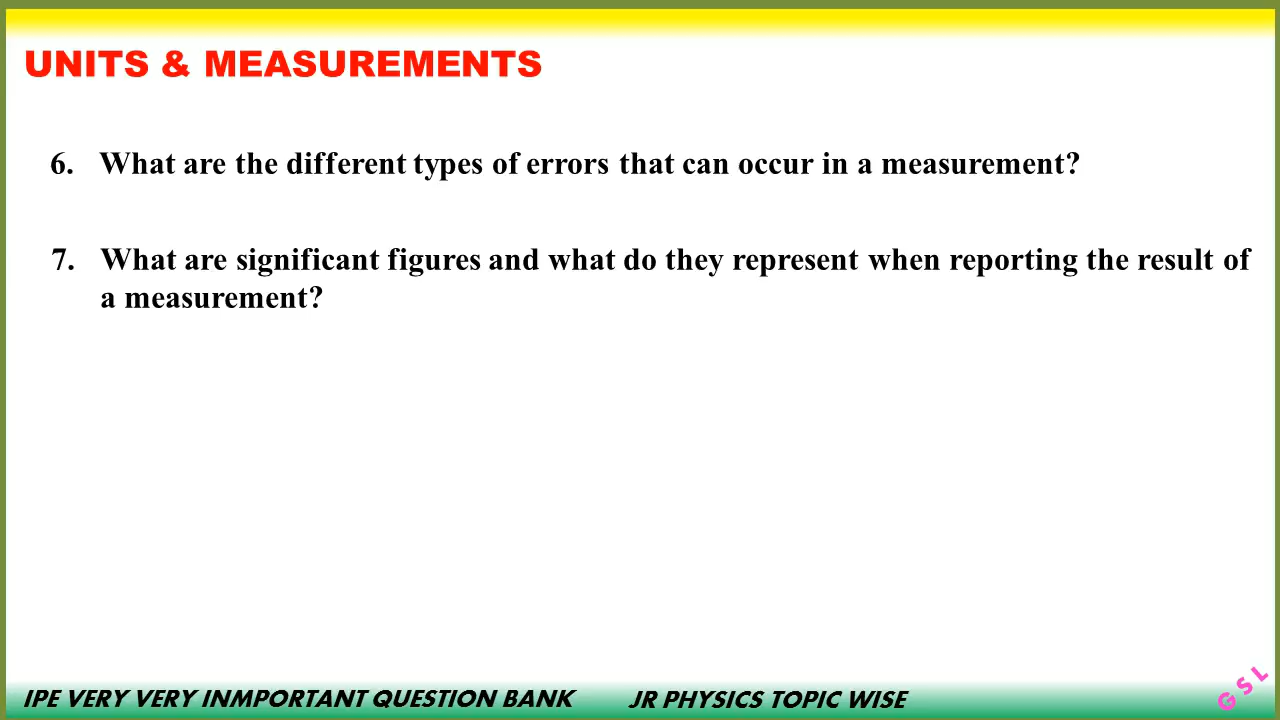 UNITS & MEASUREMENTS
6. What are the different types of errors that can occur in a measurement?
7. What are significant figures and what do they represent when reporting the result of
a measurement?
IPE VERY VERY INMPORTANT QUESTION BANK JR PHYSICS TOPIC WISE
GSL